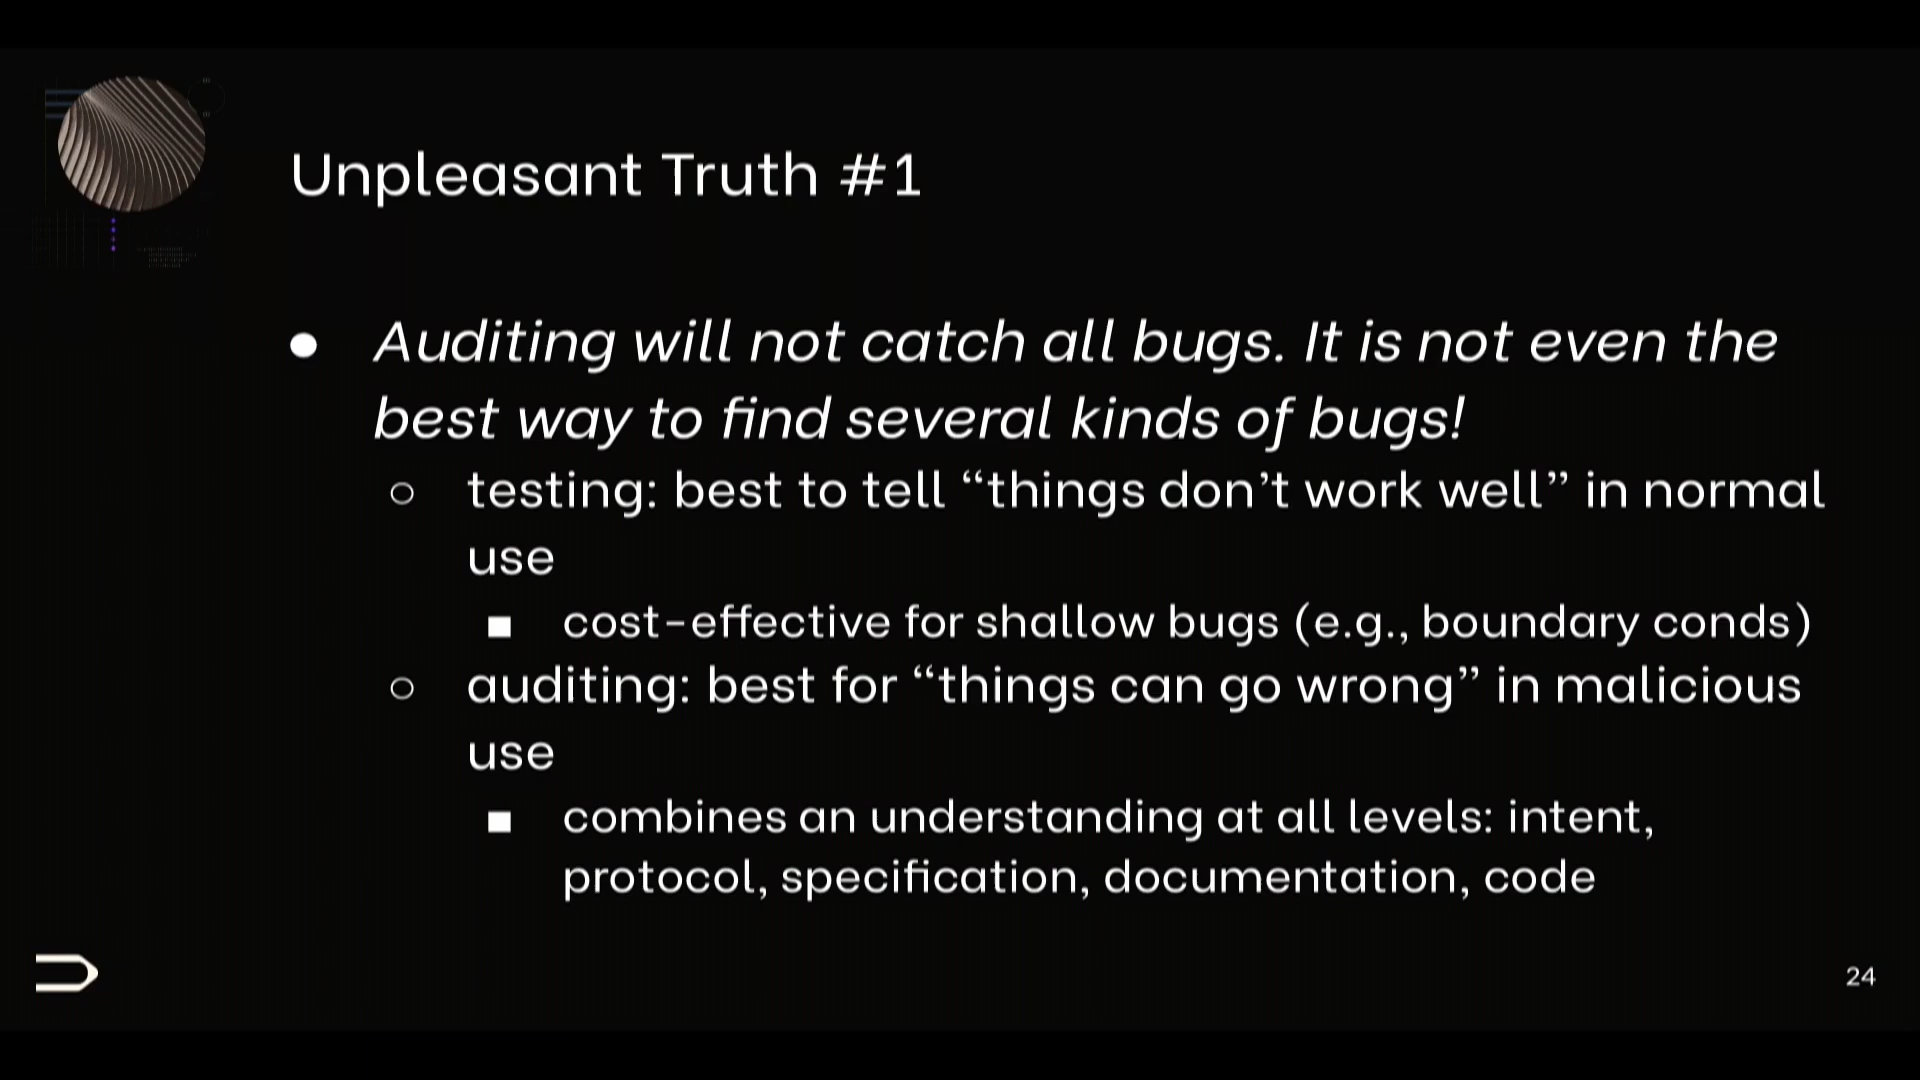 Unpleasant Truth #1
● Auditing will not catch all bugs. It is not even the
best way to find several kinds of bugs!
○ testing: best to tell “things don’t work well” in normal
use
■ cost-effective for shallow bugs (e.g., boundary conds)
○ auditing: best for “things can go wrong” in malicious
use
■ combines an understanding at all levels: intent,
protocol, specification, documentation, code
24